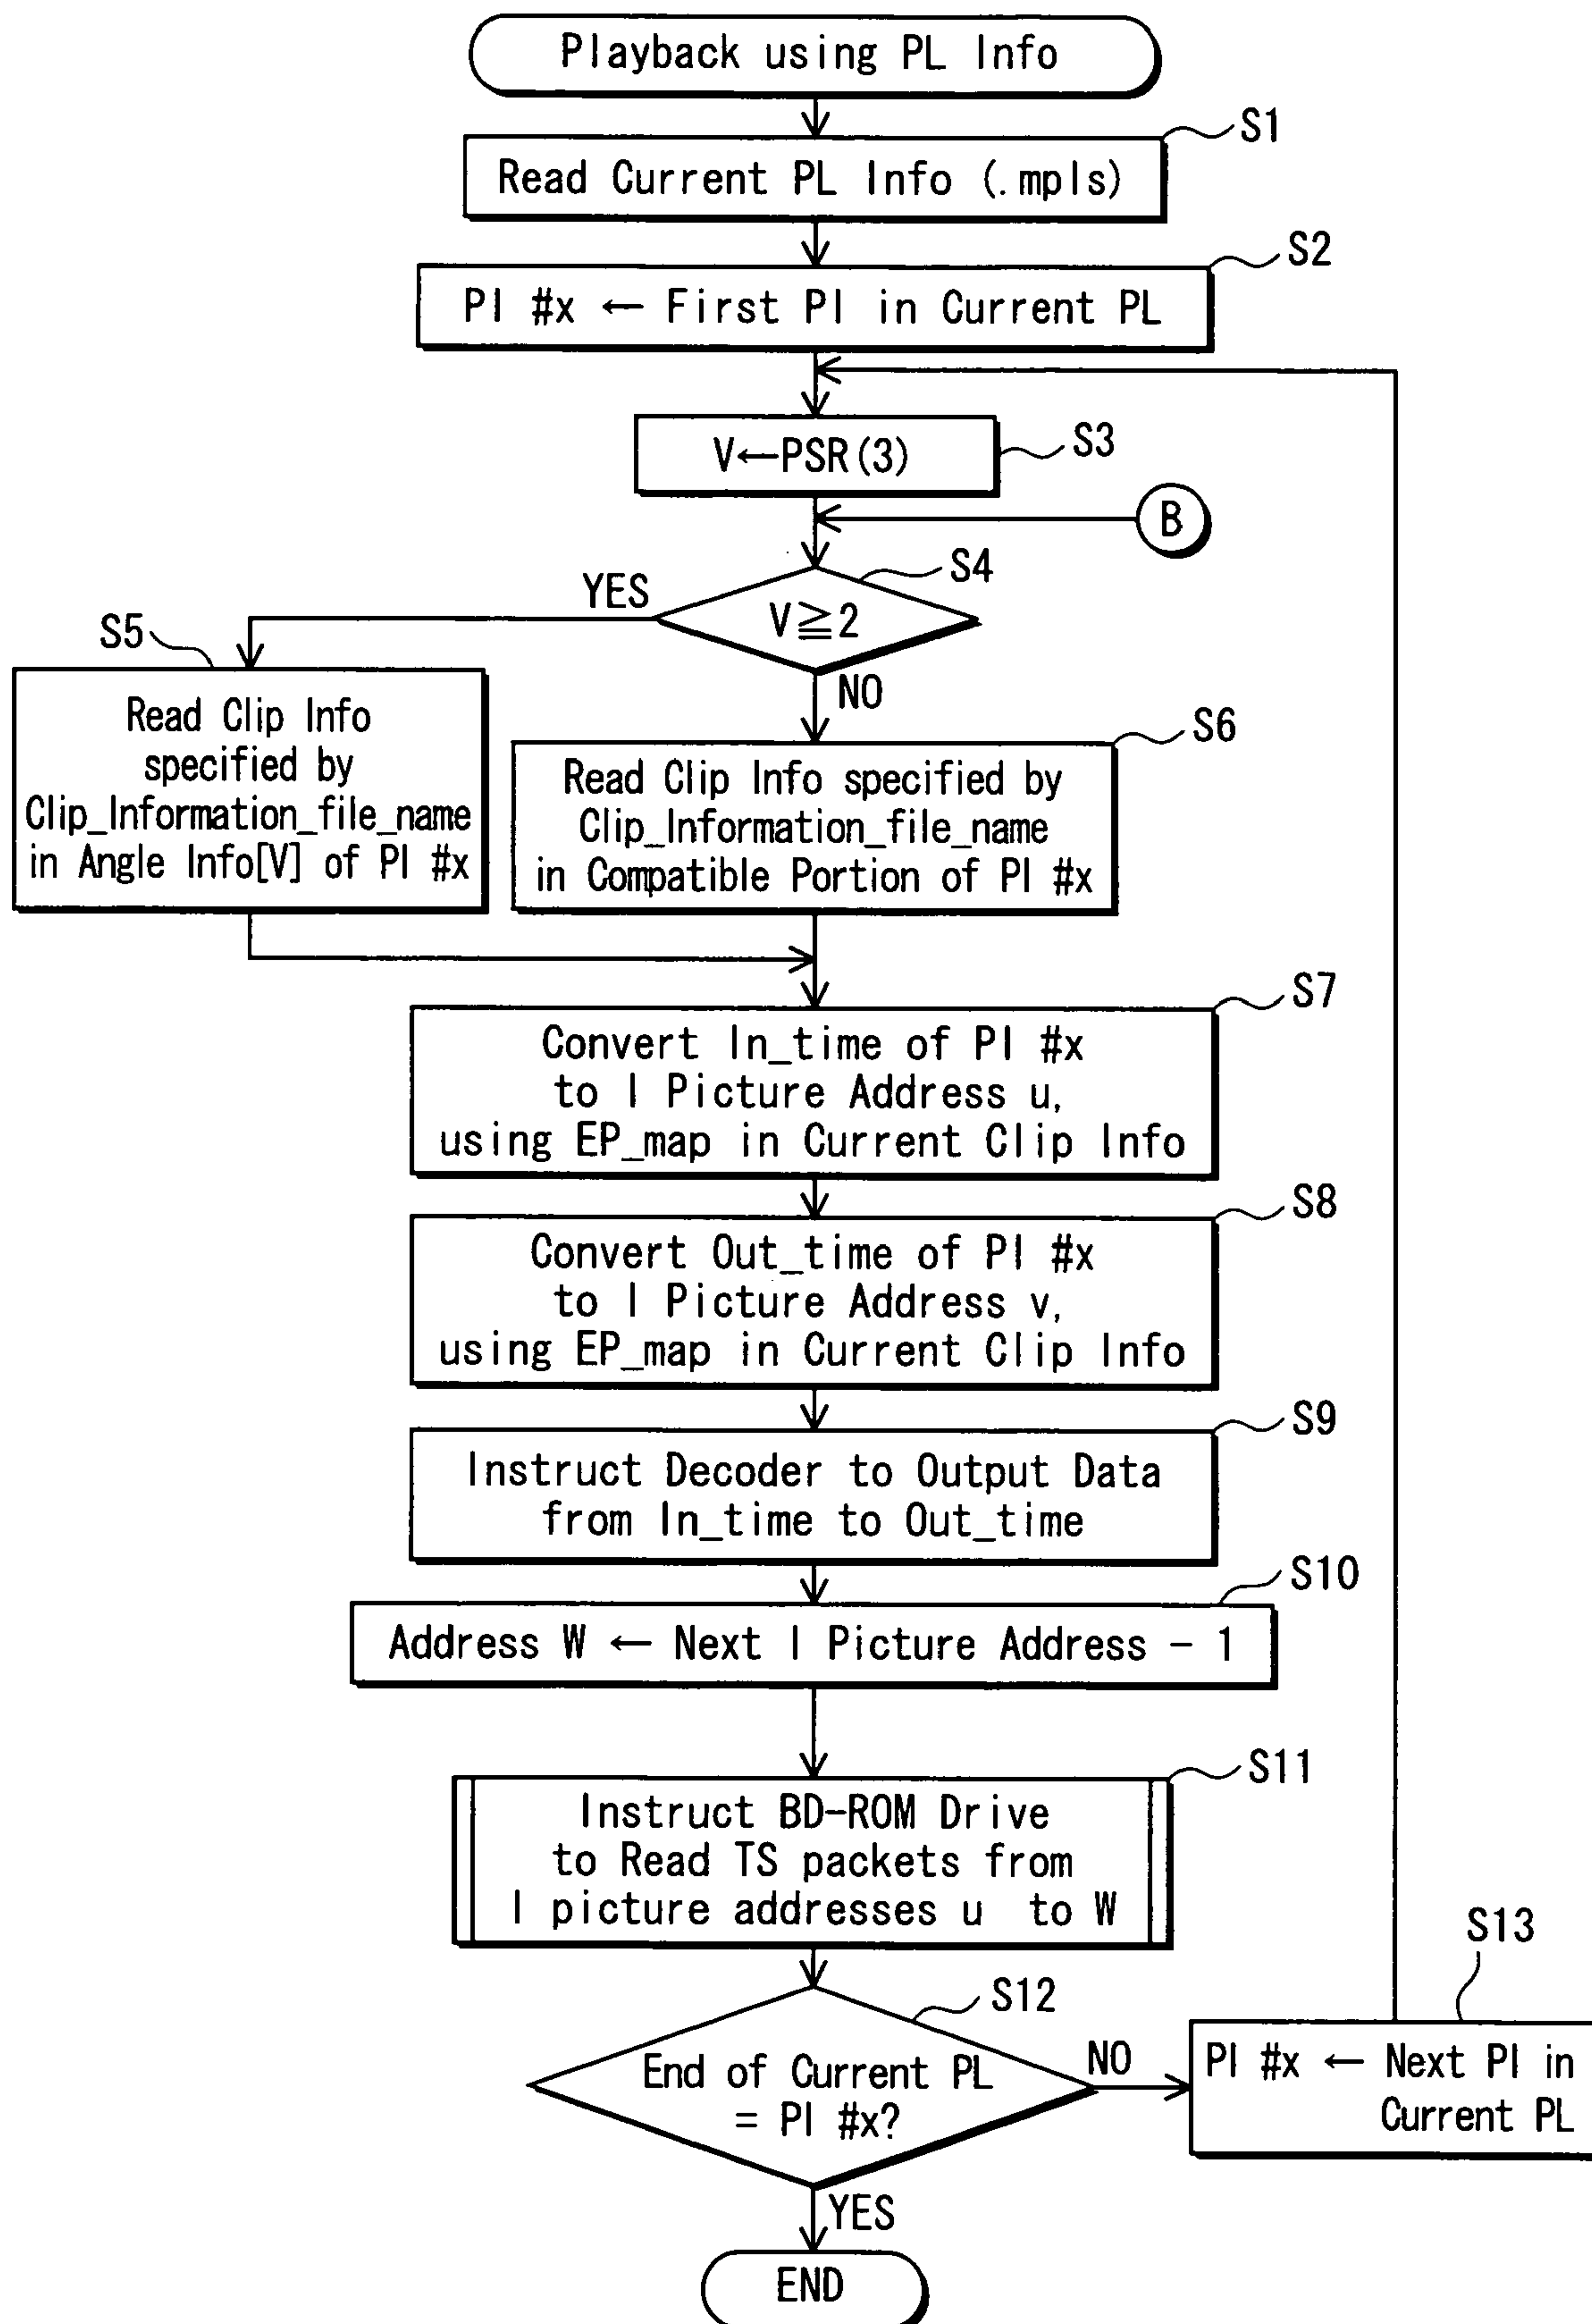 Playback using PL Info
S1
Read Current PL Info (.mpls)
S2
PI #x ← First PI in Current PL
S3
V←PSR(3)
B
S4
YES
V≧2
NO
S5
Read Clip Info
specified by
Clip_Information_file_name
in Angle Info[V] of PI #x
S6
Read Clip Info specified by
Clip_Information_file_name
in Compatible Portion of PI #x
S7
Convert In_time of PI #x
to I Picture Address u,
using EP_map in Current Clip Info
S8
Convert Out_time of PI #x
to I Picture Address v,
using EP_map in Current Clip Info
S9
Instruct Decoder to Output Data
from In_time to Out_time
S10
Address W ← Next I Picture Address − 1
S11
Instruct BD-ROM Drive
to Read TS packets from
I picture addresses u to W
S12
End of Current PL
= PI #x?
NO
S13
PI #x ← Next PI in
Current PL
YES
END